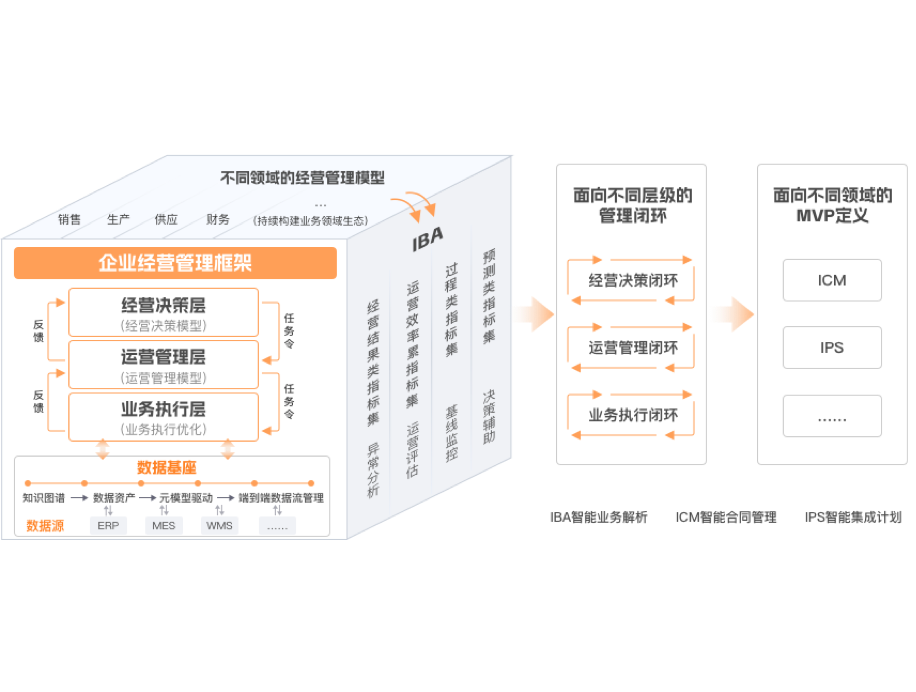 不同领域的经营管理模型
销售
生产
供应
财务
...
(持续构建业务领域生态)
企业经营管理框架
经营决策层
(经营决策模型)
运营管理层
(运营管理模型)
业务执行层
(业务执行优化)
反馈
任务令
反馈
任务令
数据基座
知识图谱
数据资产
元模型驱动
端到端数据流管理
数据源
ERP
MES
WMS
......
IBA
经营结果类指标集
异常分析
运营效率累指标集
运营评估
过程类指标集
基线监控
预测类指标集
决策辅助
面向不同层级的
管理闭环
经营决策闭环
运营管理闭环
业务执行闭环
面向不同领域的
MVP定义
ICM
IPS
......
IBA智能业务解析
ICM智能合同管理
IPS智能集成计划